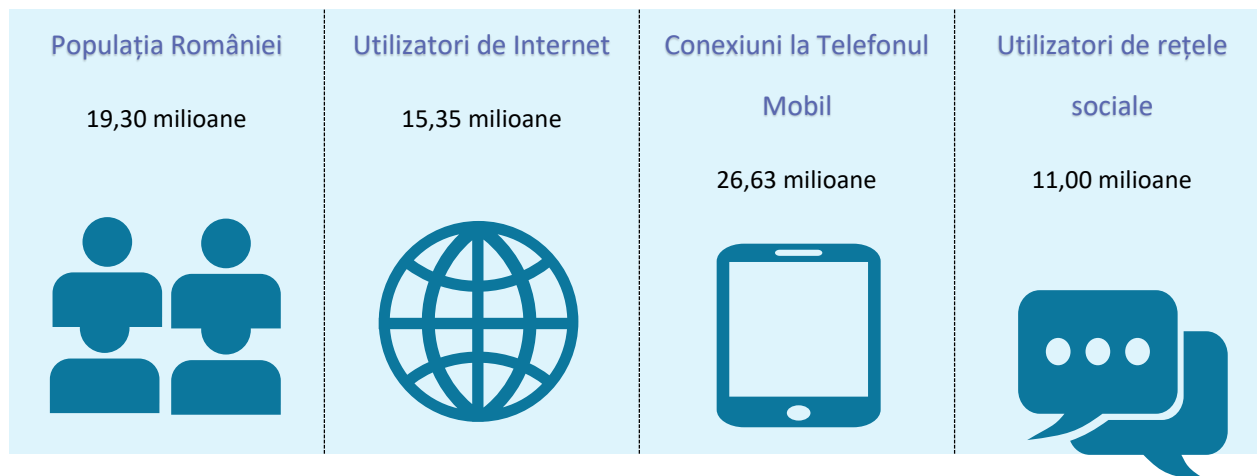 Populația României
19,30 milioane
Utilizatori de Internet
15,35 milioane
Conexiuni la Telefonul
Mobil
26,63 milioane
Utilizatori de rețele
sociale
11,00 milioane